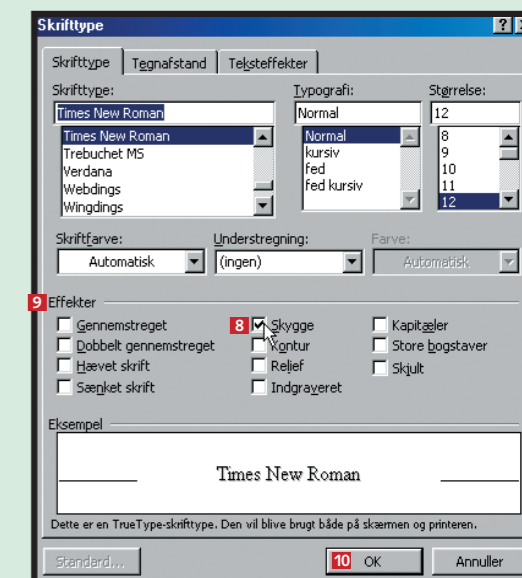 Skrifttype
Skrifttype Tegnafstand Teksteffekter
Skrifttype: Typografi: Størrelse:
Times New Roman Normal 12
Times New Roman Normal 8
Trebuchet MS kursiv 9
Verdana fed 10
Webdings fed kursiv 11
Wingdings 12
Skriftfarve: Understregning: Farve:
Automatisk (ingen) Automatisk
9 Effekter
Gennemstreget 8 Skygge Kapitæler
Dobbelt gennemstreget Kontur Store bogstaver
Hævet skrift Relief Skjult
Sænket skrift Indgraveret
Eksempel
Times New Roman
Dette er en TrueType-skrifttype. Den vil blive brugt både på skærmen og printeren.
Standard... 10 OK Annuller